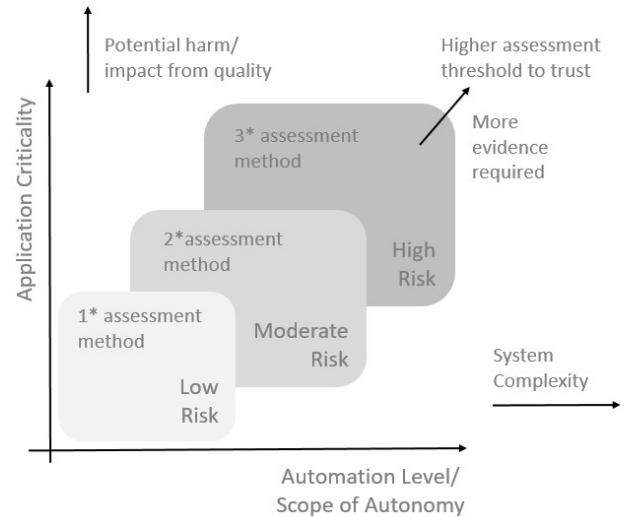 Potential harm/
impact from quality
Higher assessment
threshold to trust
More
evidence
required
Application Criticality
3* assessment
method
High
Risk
2*assessment
method
Moderate
Risk
1* assessment
method
Low
Risk
System
Complexity
Automation Level/
Scope of Autonomy